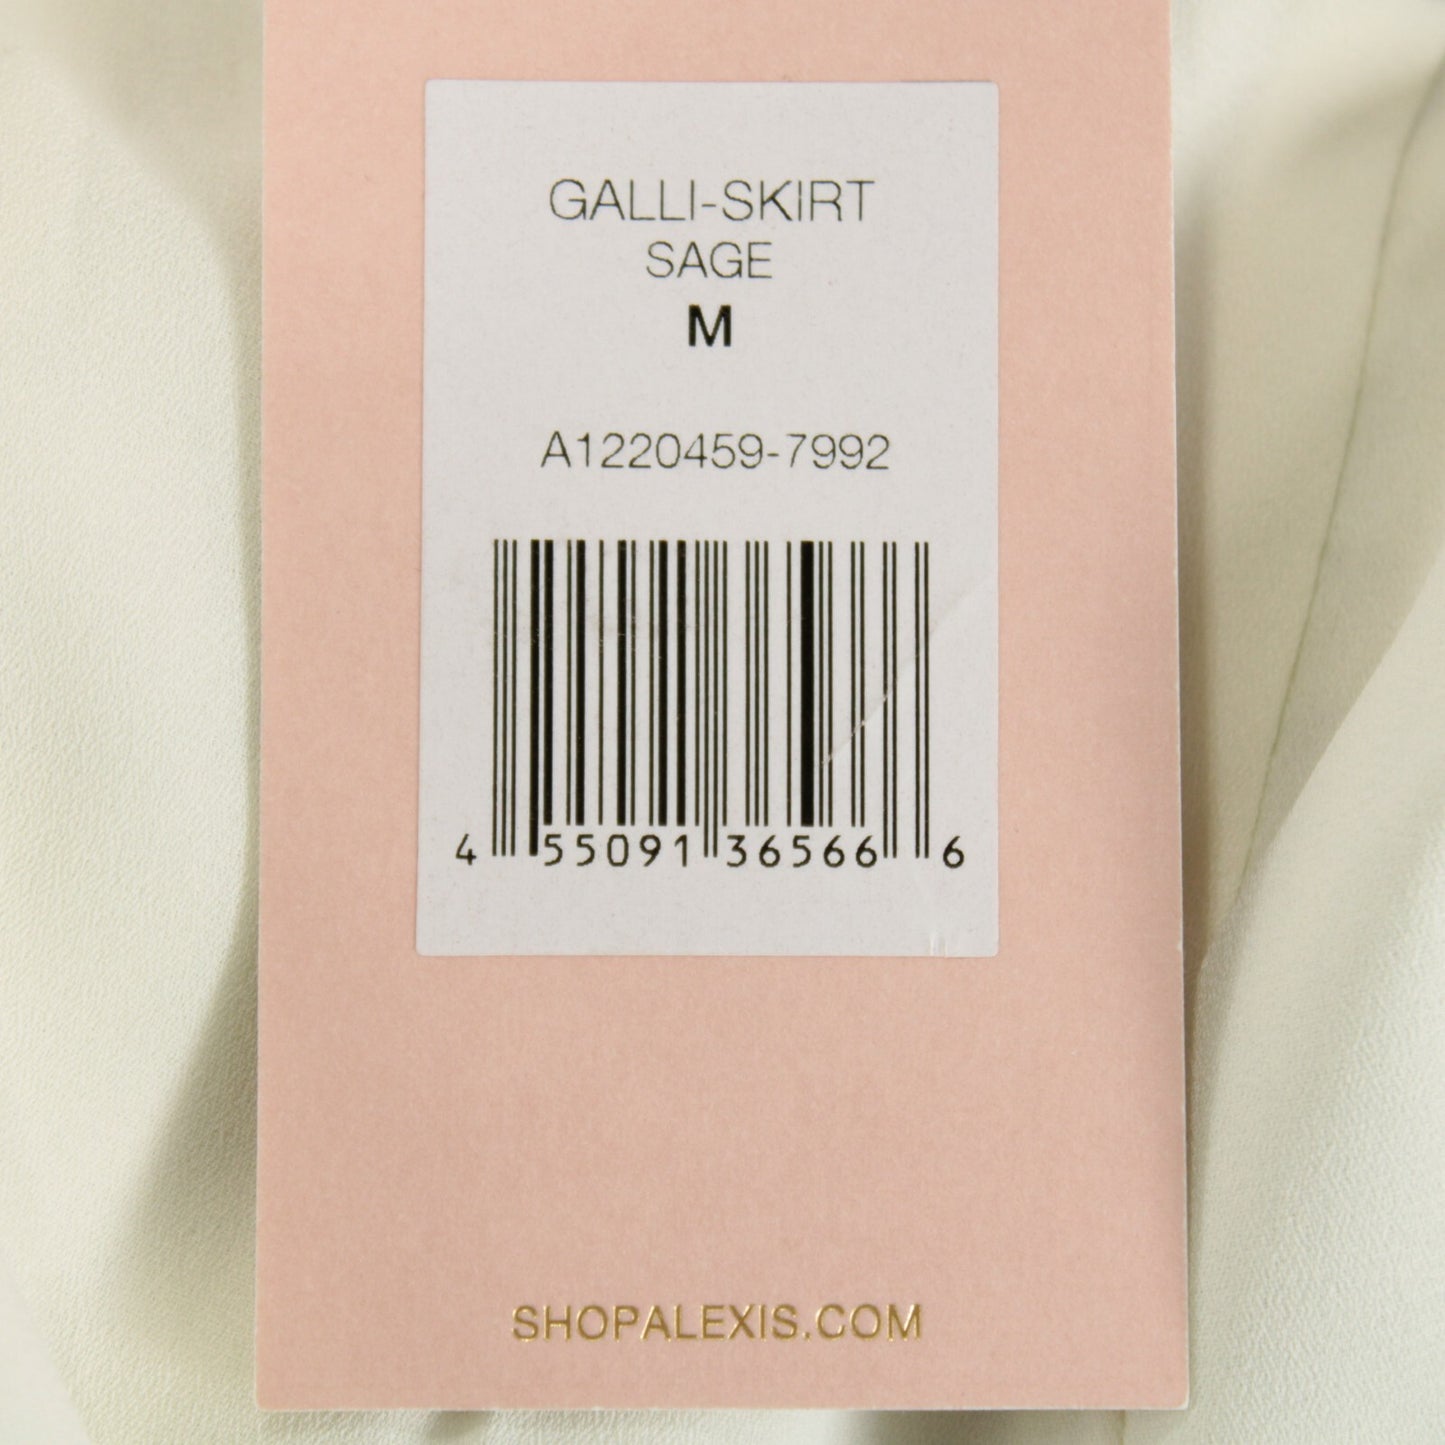 GALLI-SKIRT
SAGE
M
A1220459-7992
4 55091 36566 6
SHOPALEXIS.COM